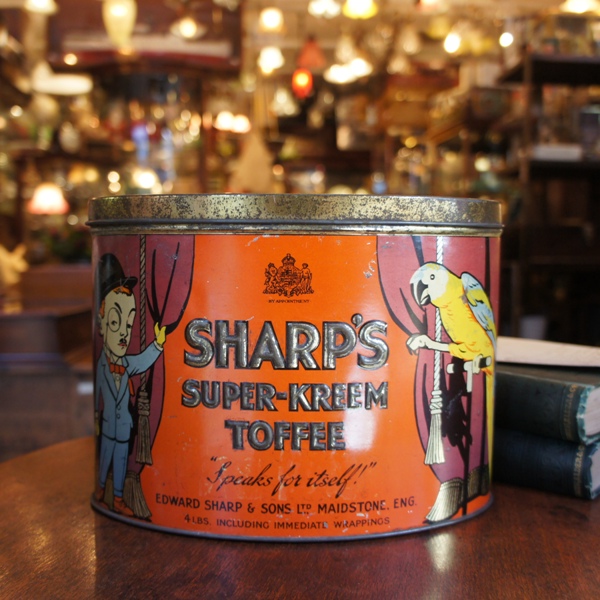 BY APPOINTMENT
SHARP'S
SUPER-KREEM
TOFFEE
"Speaks for itself!"
EDWARD SHARP & SONS LTD MAIDSTONE, ENG.
4 LBS. INCLUDING IMMEDIATE WRAPPINGS